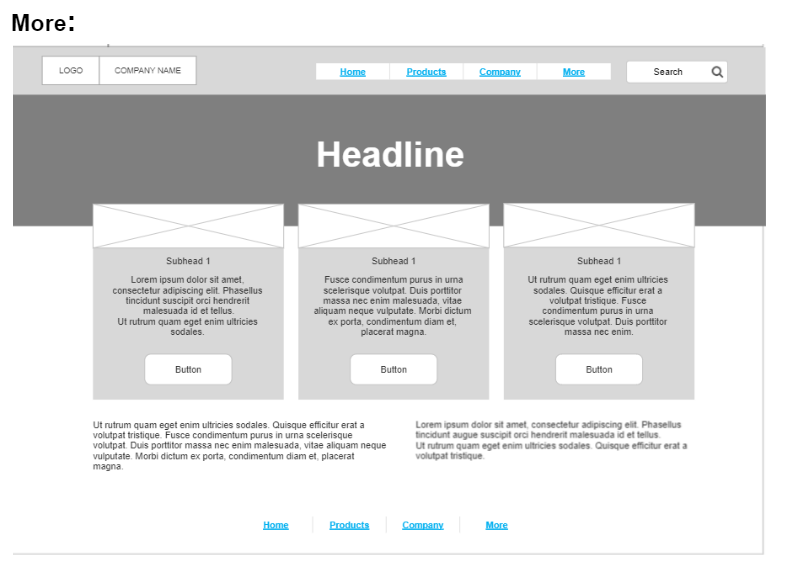 More:
LOGO COMPANY NAME Home Products Company More Search
Headline
Subhead 1
Lorem ipsum dolor sit amet,
consectetur adipiscing elit. Phasellus
tincidunt suscipit orci hendrerit
malesuada id et tellus.
Ut rutrum quam eget enim ultricies
sodales.
Button
Subhead 1
Fusce condimentum purus in urna
scelerisque volutpat. Duis porttitor
massa nec enim malesuada, vitae
aliquam neque vulputate. Morbi dictum
ex porta, condimentum diam et,
placerat magna.
Button
Subhead 1
Ut rutrum quam eget enim ultricies
sodales. Quisque efficitur erat a
volutpat tristique. Fusce
condimentum purus in urna
scelerisque volutpat. Duis porttitor
massa nec enim.
Button
Ut rutrum quam eget enim ultricies sodales. Quisque efficitur erat a
volutpat tristique. Fusce condimentum purus in urna scelerisque
volutpat. Duis porttitor massa nec enim malesuada, vitae aliquam neque
vulputate. Morbi dictum ex porta, condimentum diam et, placerat
magna.
Lorem ipsum dolor sit amet, consectetur adipiscing elit. Phasellus
tincidunt augue suscipit orci hendrerit malesuada id et tellus.
Ut rutrum quam eget enim ultricies sodales. Quisque efficitur erat a
volutpat tristique.
Home Products Company More